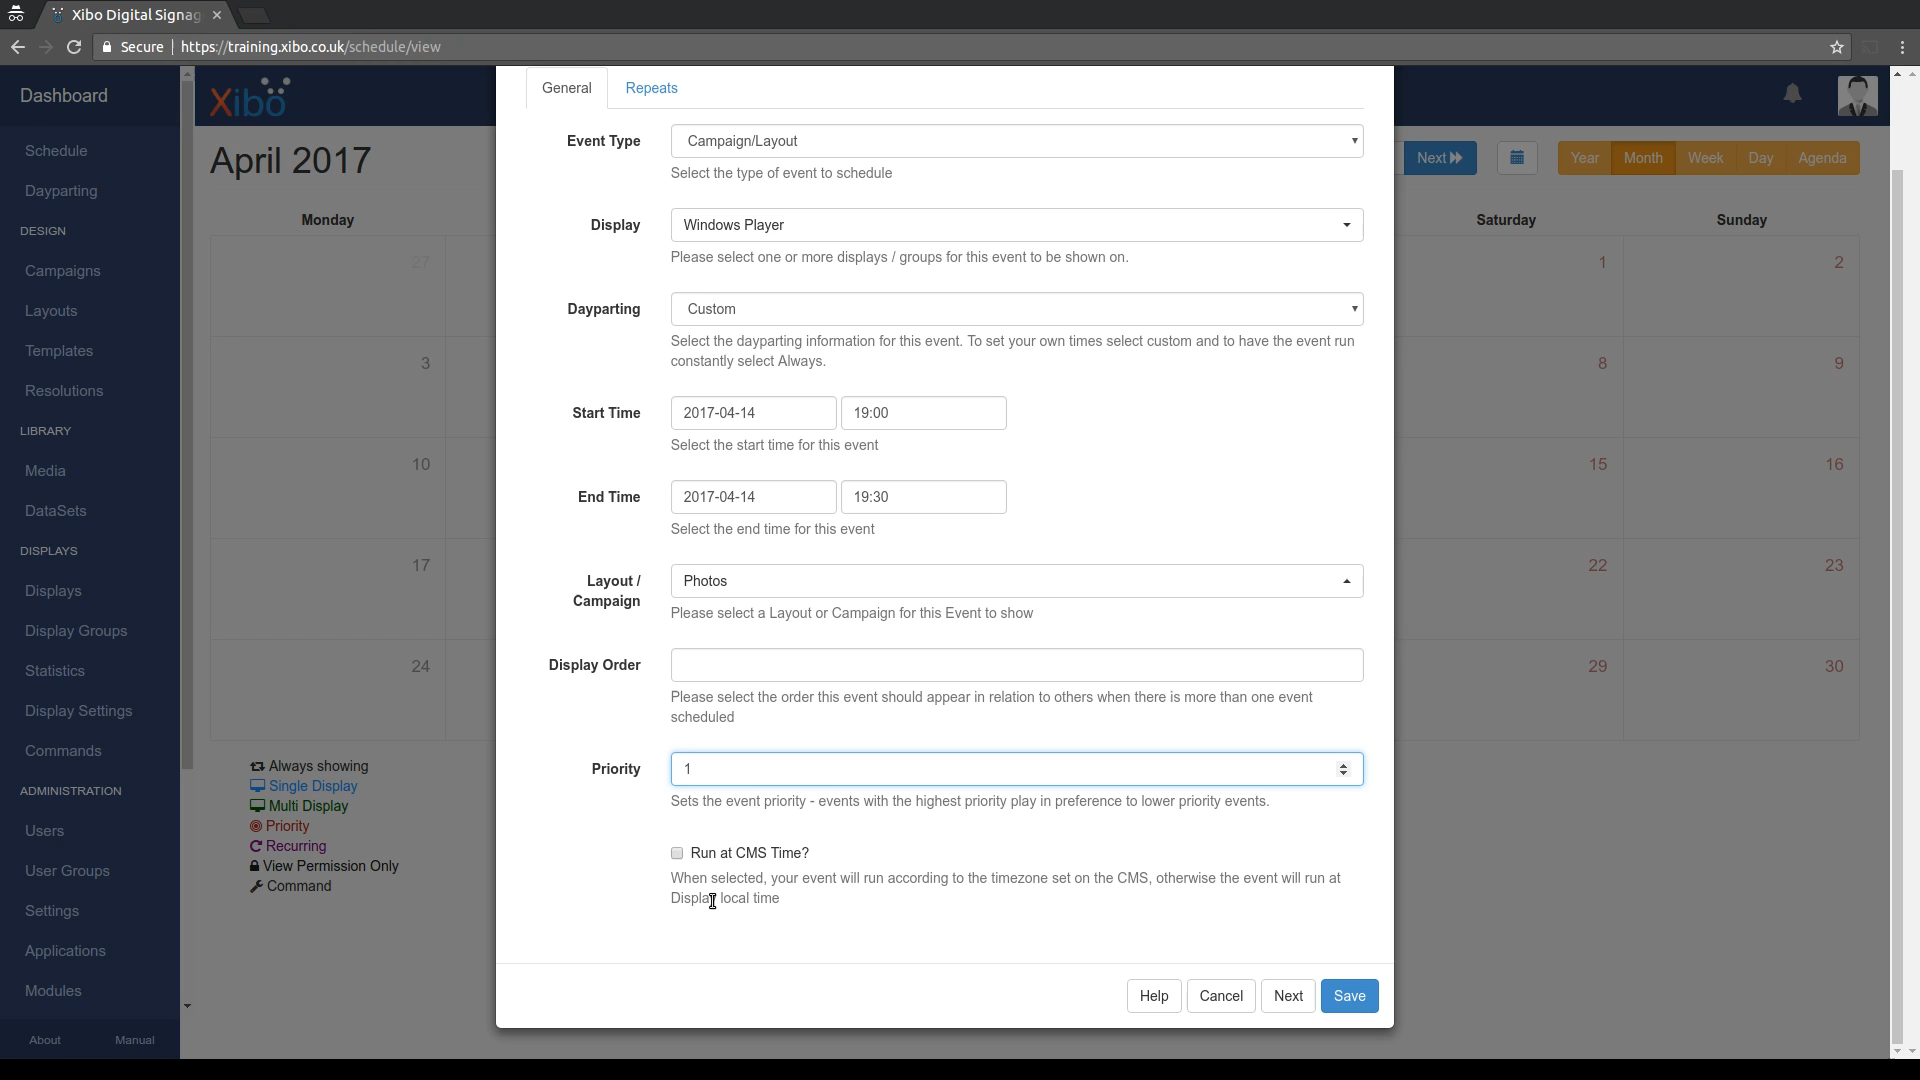 Xibo Digital Signag
Secure
https://training.xibo.co.uk/schedule/view
Dashboard
Schedule
Dayparting
DESIGN
Campaigns
Layouts
Templates
Resolutions
LIBRARY
Media
DataSets
DISPLAYS
Displays
Display Groups
Statistics
Display Settings
Commands
ADMINISTRATION
Users
User Groups
Settings
Applications
Modules
About Manual
Xibo
April 2017
Next
Year Month Week Day Agenda
Monday Saturday Sunday
27 1 2
3 8 9
10 15 16
17 22 23
24 29 30
Always showing
Single Display
Multi Display
Priority
Recurring
View Permission Only
Command
General Repeats
Event Type Campaign/Layout
Select the type of event to schedule
Display Windows Player
Please select one or more displays / groups for this event to be shown on.
Dayparting Custom
Select the dayparting information for this event. To set your own times select custom and to have the event run
constantly select Always.
Start Time 2017-04-14 19:00
Select the start time for this event
End Time 2017-04-14 19:30
Select the end time for this event
Layout /
Campaign
Photos
Please select a Layout or Campaign for this Event to show
Display Order
Please select the order this event should appear in relation to others when there is more than one event
scheduled
Priority 1
Sets the event priority - events with the highest priority play in preference to lower priority events.
Run at CMS Time?
When selected, your event will run according to the timezone set on the CMS, otherwise the event will run at
Display local time
Help Cancel Next Save